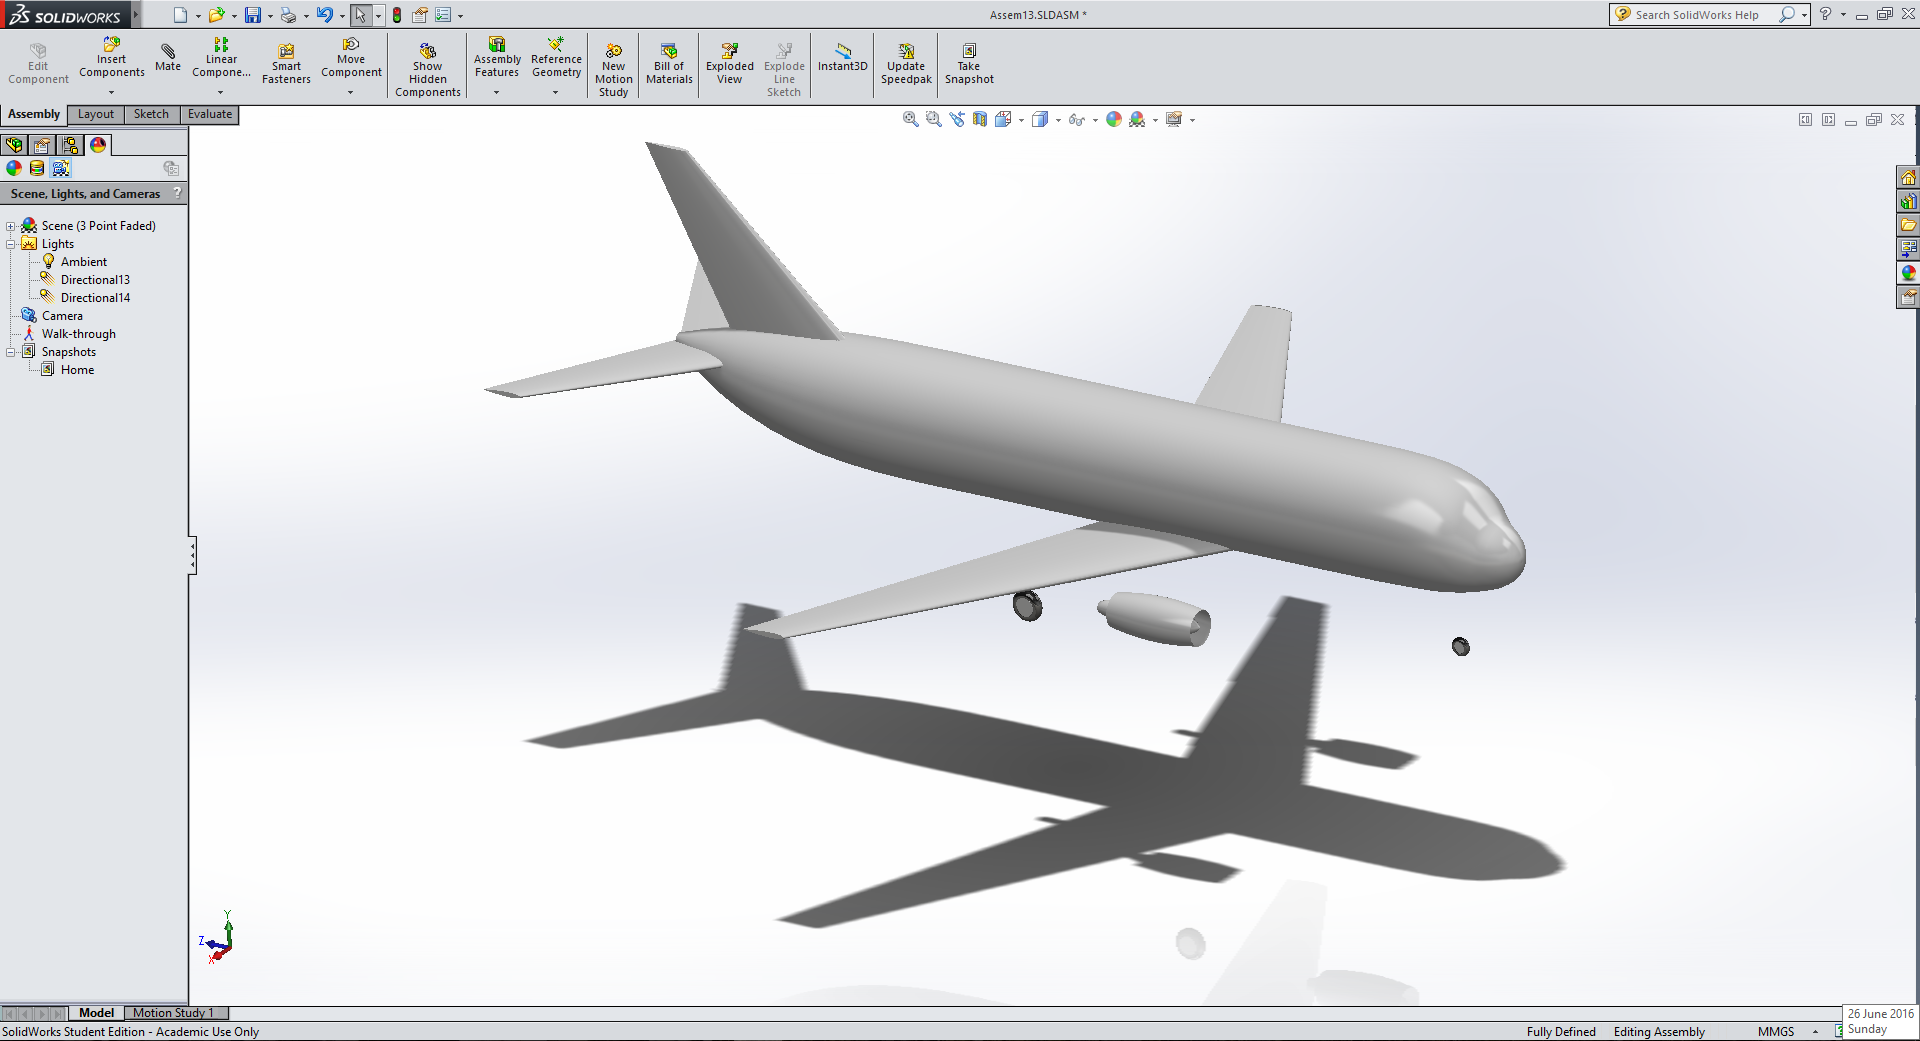 SOLIDWORKS
Assem13.SLDASM *
Search SolidWorks Help
?
Edit
Component
Insert
Components
Mate
Linear
Compone...
Smart
Fasteners
Move
Component
Show
Hidden
Components
Assembly
Features
Reference
Geometry
New
Motion
Study
Bill of
Materials
Exploded
View
Explode
Line
Sketch
Instant3D
Update
Speedpak
Take
Snapshot
Assembly
Layout
Sketch
Evaluate
Scene, Lights, and Cameras
?
Scene (3 Point Faded)
Lights
Ambient
Directional13
Directional14
Camera
Walk-through
Snapshots
Home
Y
Z
X
Model
Motion Study 1
SolidWorks Student Edition - Academic Use Only
Fully Defined
Editing Assembly
MMGS
26 June 2016
Sunday